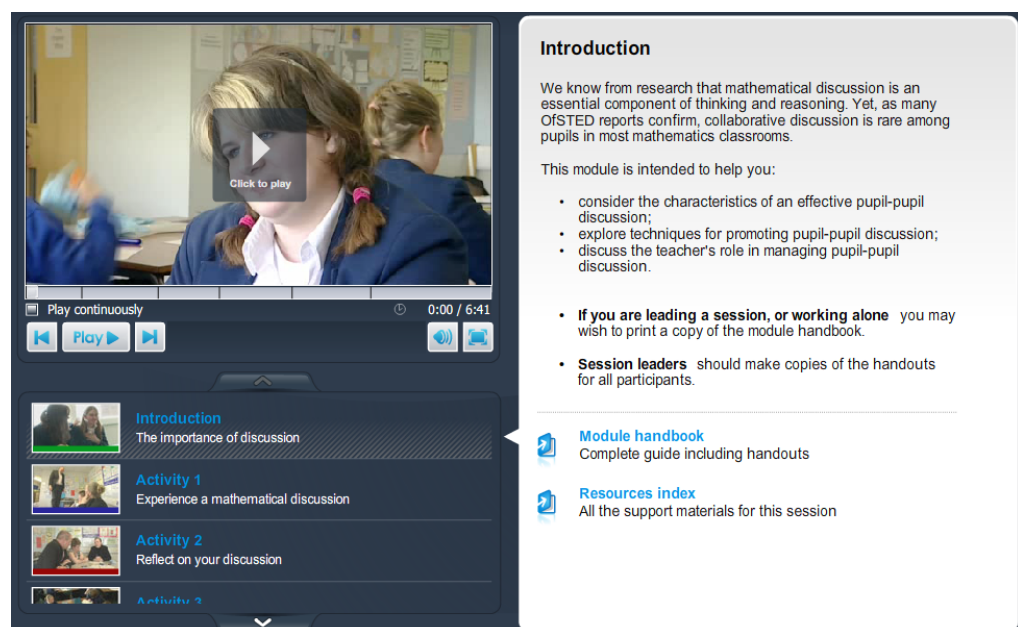 Click to play
Play continuously
0:00 / 6:41
Play
Introduction
The importance of discussion
Activity 1
Experience a mathematical discussion
Activity 2
Reflect on your discussion
Activity 3
Introduction
We know from research that mathematical discussion is an
essential component of thinking and reasoning. Yet, as many
OfSTED reports confirm, collaborative discussion is rare among
pupils in most mathematics classrooms.
This module is intended to help you:
• consider the characteristics of an effective pupil-pupil
discussion;
• explore techniques for promoting pupil-pupil discussion;
• discuss the teacher's role in managing pupil-pupil
discussion.
• If you are leading a session, or working alone you may
wish to print a copy of the module handbook.
• Session leaders should make copies of the handouts
for all participants.
Module handbook
Complete guide including handouts
Resources index
All the support materials for this session